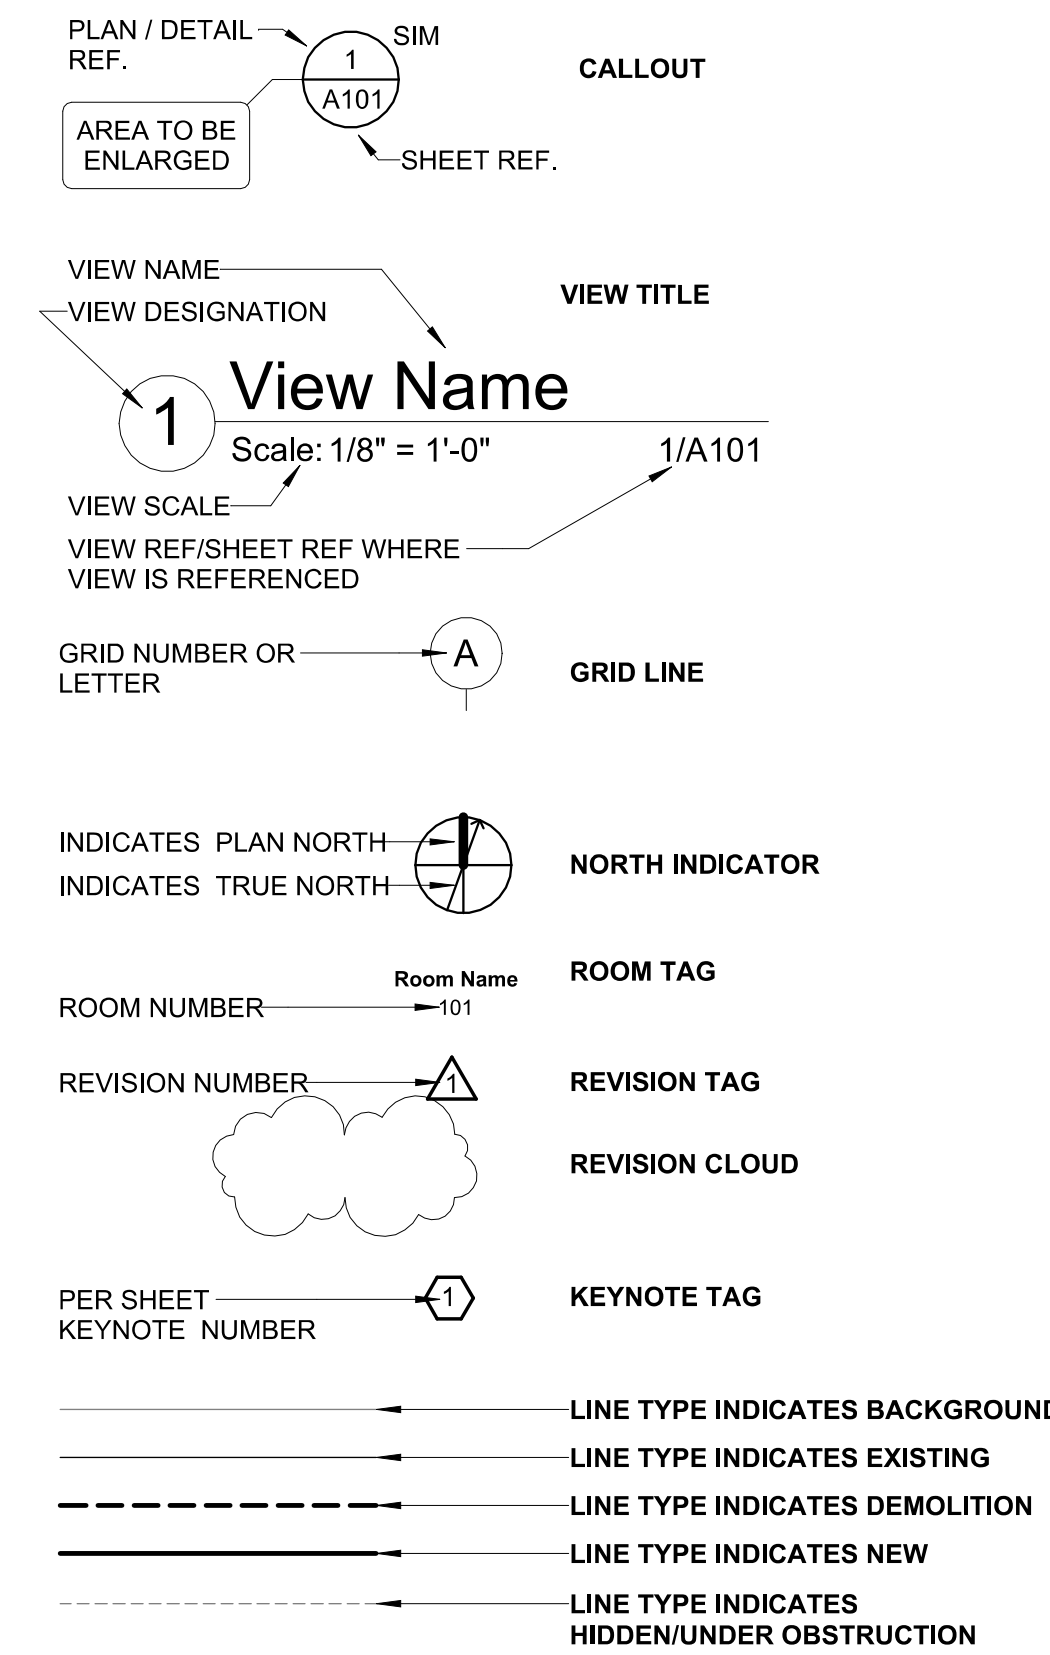 PLAN / DETAIL
REF.
SIM
1
A101
CALLOUT
AREA TO BE
ENLARGED
SHEET REF.
VIEW NAME
VIEW DESIGNATION
VIEW TITLE
View Name
1
Scale: 1/8" = 1'-0"
1/A101
VIEW SCALE
VIEW REF/SHEET REF WHERE
VIEW IS REFERENCED
GRID NUMBER OR
LETTER
A
GRID LINE
INDICATES PLAN NORTH
INDICATES TRUE NORTH
NORTH INDICATOR
Room Name
101
ROOM NUMBER
ROOM TAG
REVISION NUMBER
1
REVISION TAG
REVISION CLOUD
PER SHEET
KEYNOTE NUMBER
1
KEYNOTE TAG
LINE TYPE INDICATES BACKGROUND
LINE TYPE INDICATES EXISTING
LINE TYPE INDICATES DEMOLITION
LINE TYPE INDICATES NEW
LINE TYPE INDICATES
HIDDEN/UNDER OBSTRUCTION